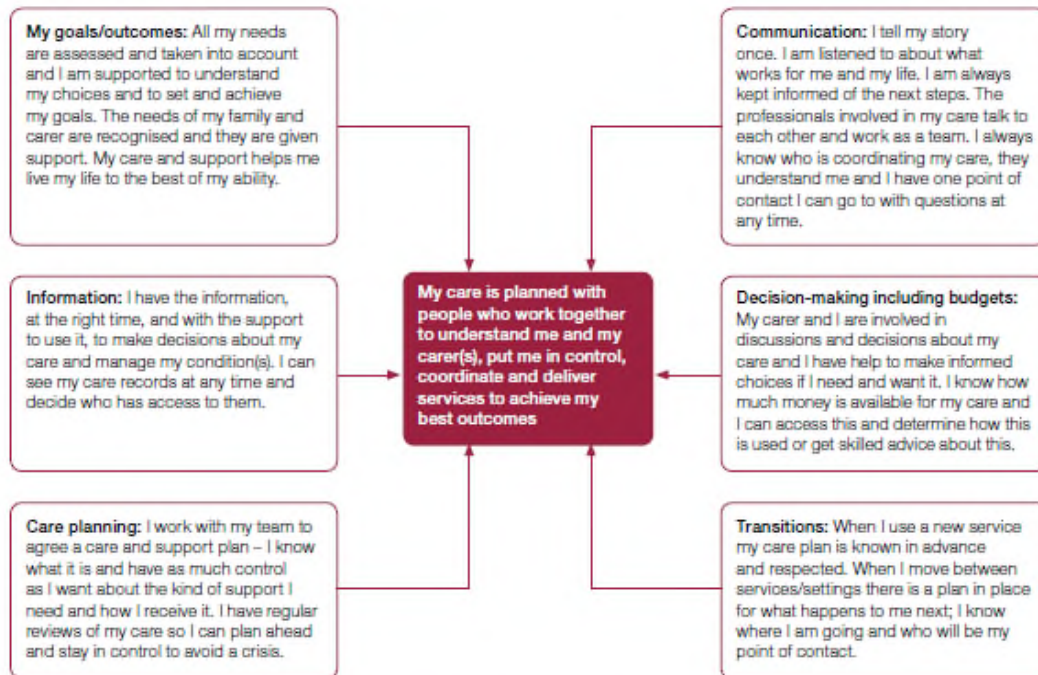 My goals/outcomes: All my needs
are assessed and taken into account
and I am supported to understand
my choices and to set and achieve
my goals. The needs of my family and
carer are recognised and they are given
support. My care and support helps me
live my life to the best of my ability.
Communication: I tell my story
once. I am listened to about what
works for me and my life. I am always
kept informed of the next steps. The
professionals involved in my care talk to
each other and work as a team. I always
know who is coordinating my care, they
understand me and I have one point of
contact I can go to with questions at
any time.
Information: I have the information,
at the right time, and with the support
to use it, to make decisions about my
care and manage my condition(s). I can
see my care records at any time and
decide who has access to them.
My care is planned with
people who work together
to understand me and my
carer(s), put me in control,
coordinate and deliver
services to achieve my
best outcomes
Decision-making including budgets:
My carer and I are involved in
discussions and decisions about my
care and I have help to make informed
choices if I need and want it. I know how
much money is available for my care and
I can access this and determine how this
is used or get skilled advice about this.
Care planning: I work with my team to
agree a care and support plan – I know
what it is and have as much control
as I want about the kind of support I
need and how I receive it. I have regular
reviews of my care so I can plan ahead
and stay in control to avoid a crisis.
Transitions: When I use a new service
my care plan is known in advance
and respected. When I move between
services/settings there is a plan in place
for what happens to me next; I know
where I am going and who will be my
point of contact.